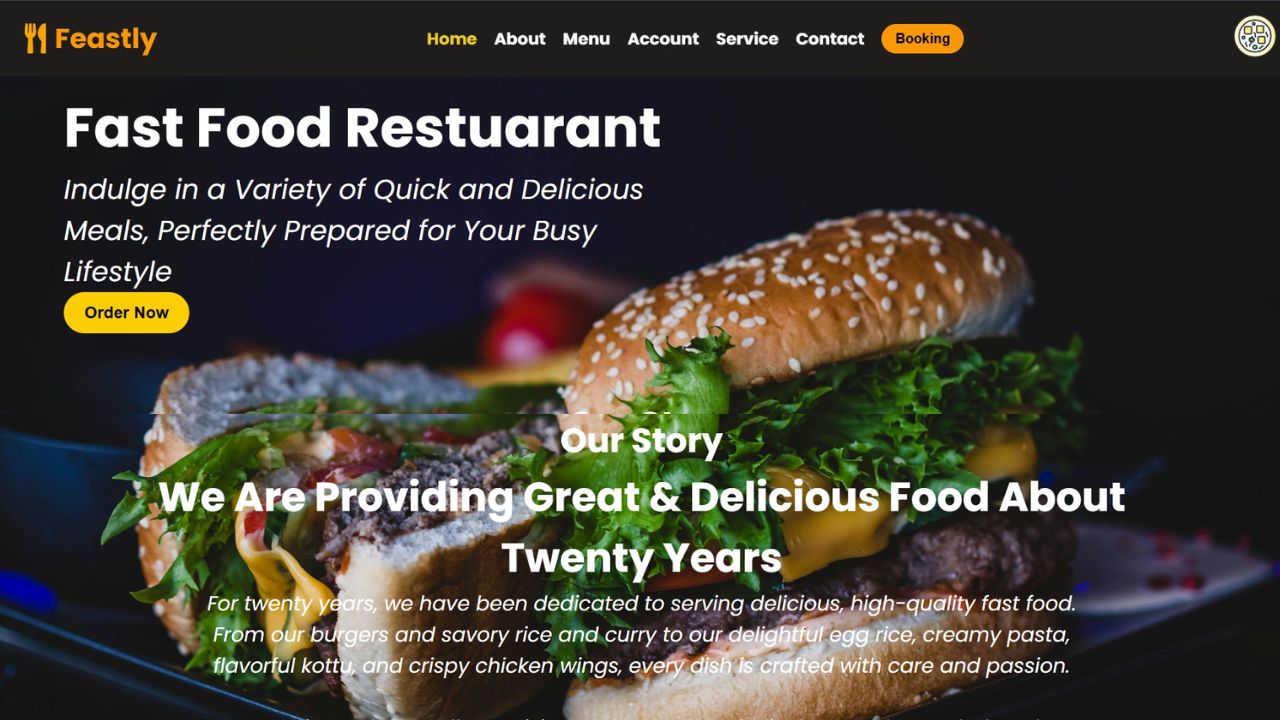 Feastly
Home About Menu Account Service Contact Booking
Fast Food Restuarant
Indulge in a Variety of Quick and Delicious
Meals, Perfectly Prepared for Your Busy
Lifestyle
Order Now
Our Story
We Are Providing Great & Delicious Food About
Twenty Years
For twenty years, we have been dedicated to serving delicious, high-quality fast food.
From our burgers and savory rice and curry to our delightful egg rice, creamy pasta,
flavorful kottu, and crispy chicken wings, every dish is crafted with care and passion.